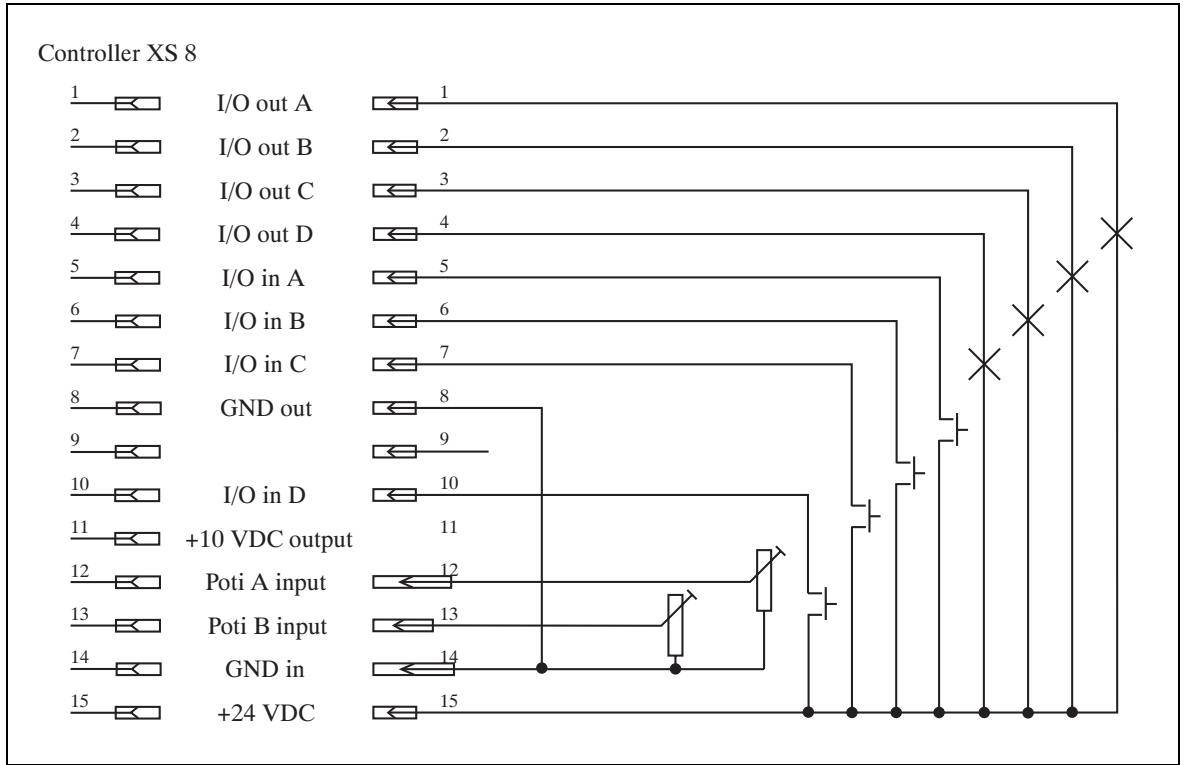 Controller XS 8
1 I/O out A 1
2 I/O out B 2
3 I/O out C 3
4 I/O out D 4
5 I/O in A 5
6 I/O in B 6
7 I/O in C 7
8 GND out 8
9 9
10 I/O in D 10
11 +10 VDC output 11
12 Poti A input 12
13 Poti B input 13
14 GND in 14
15 +24 VDC 15